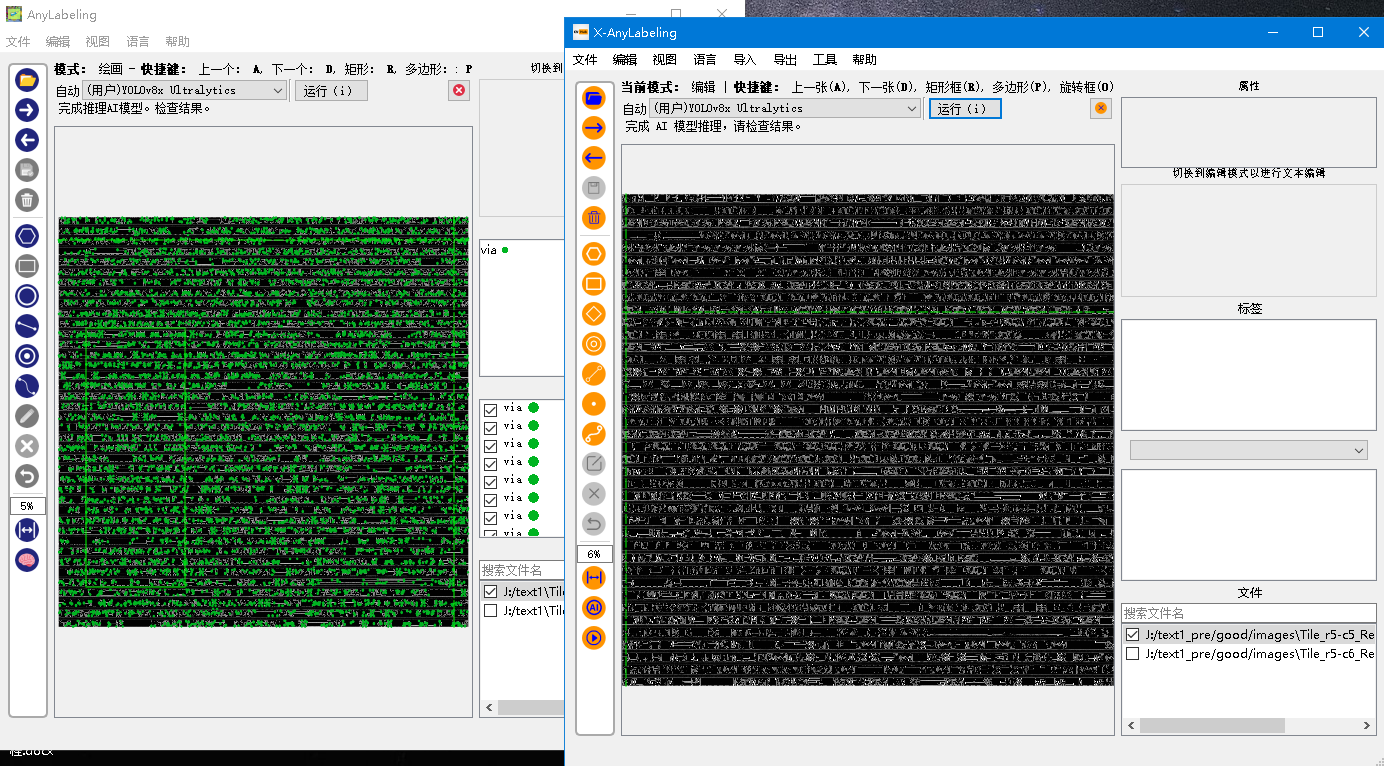 AnyLabeling
文件 编辑 视图 语言 帮助
模式： 绘画 - 快捷键： 上一个： A, 下一个： D, 矩形： R, 多边形：: P
切换到
自动 (用户)YOLOv8x Ultralytics 运行（i）
完成推理AI模型。检查结果。
via
via
via
via
via
via
via
via
via
5%
搜索文件名
J:/text1\Tile
J:/text1\Tile
程.docx
X-AnyLabeling
文件 编辑 视图 语言 导入 导出 工具 帮助
当前模式： 编辑 | 快捷键： 上一张(A), 下一张(D), 矩形框(R), 多边形(P), 旋转框(O)
自动 (用户)YOLOv8x Ultralytics 运行（i）
完成 AI 模型推理，请检查结果。
属性
切换到编辑模式以进行文本编辑
标签
6%
AI
文件
搜索文件名
J:/text1_pre/good/images\Tile_r5-c5_Re
J:/text1_pre/good/images\Tile_r5-c6_Re